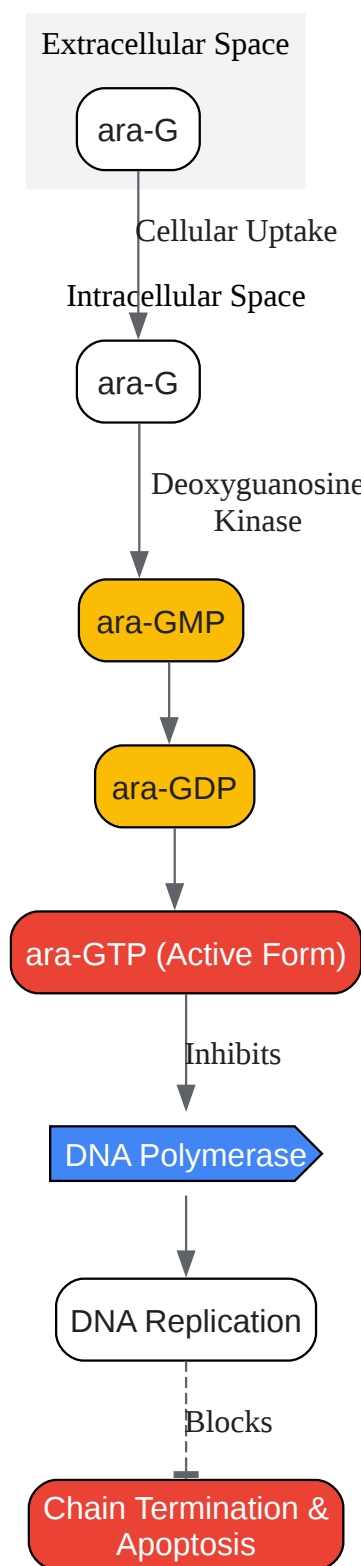 Extracellular Space
ara-G
Cellular Uptake
Intracellular Space
ara-G
Deoxyguanosine
Kinase
ara-GMP
ara-GDP
ara-GTP (Active Form)
Inhibits
DNA Polymerase
DNA Replication
Blocks
Chain Termination &
Apoptosis